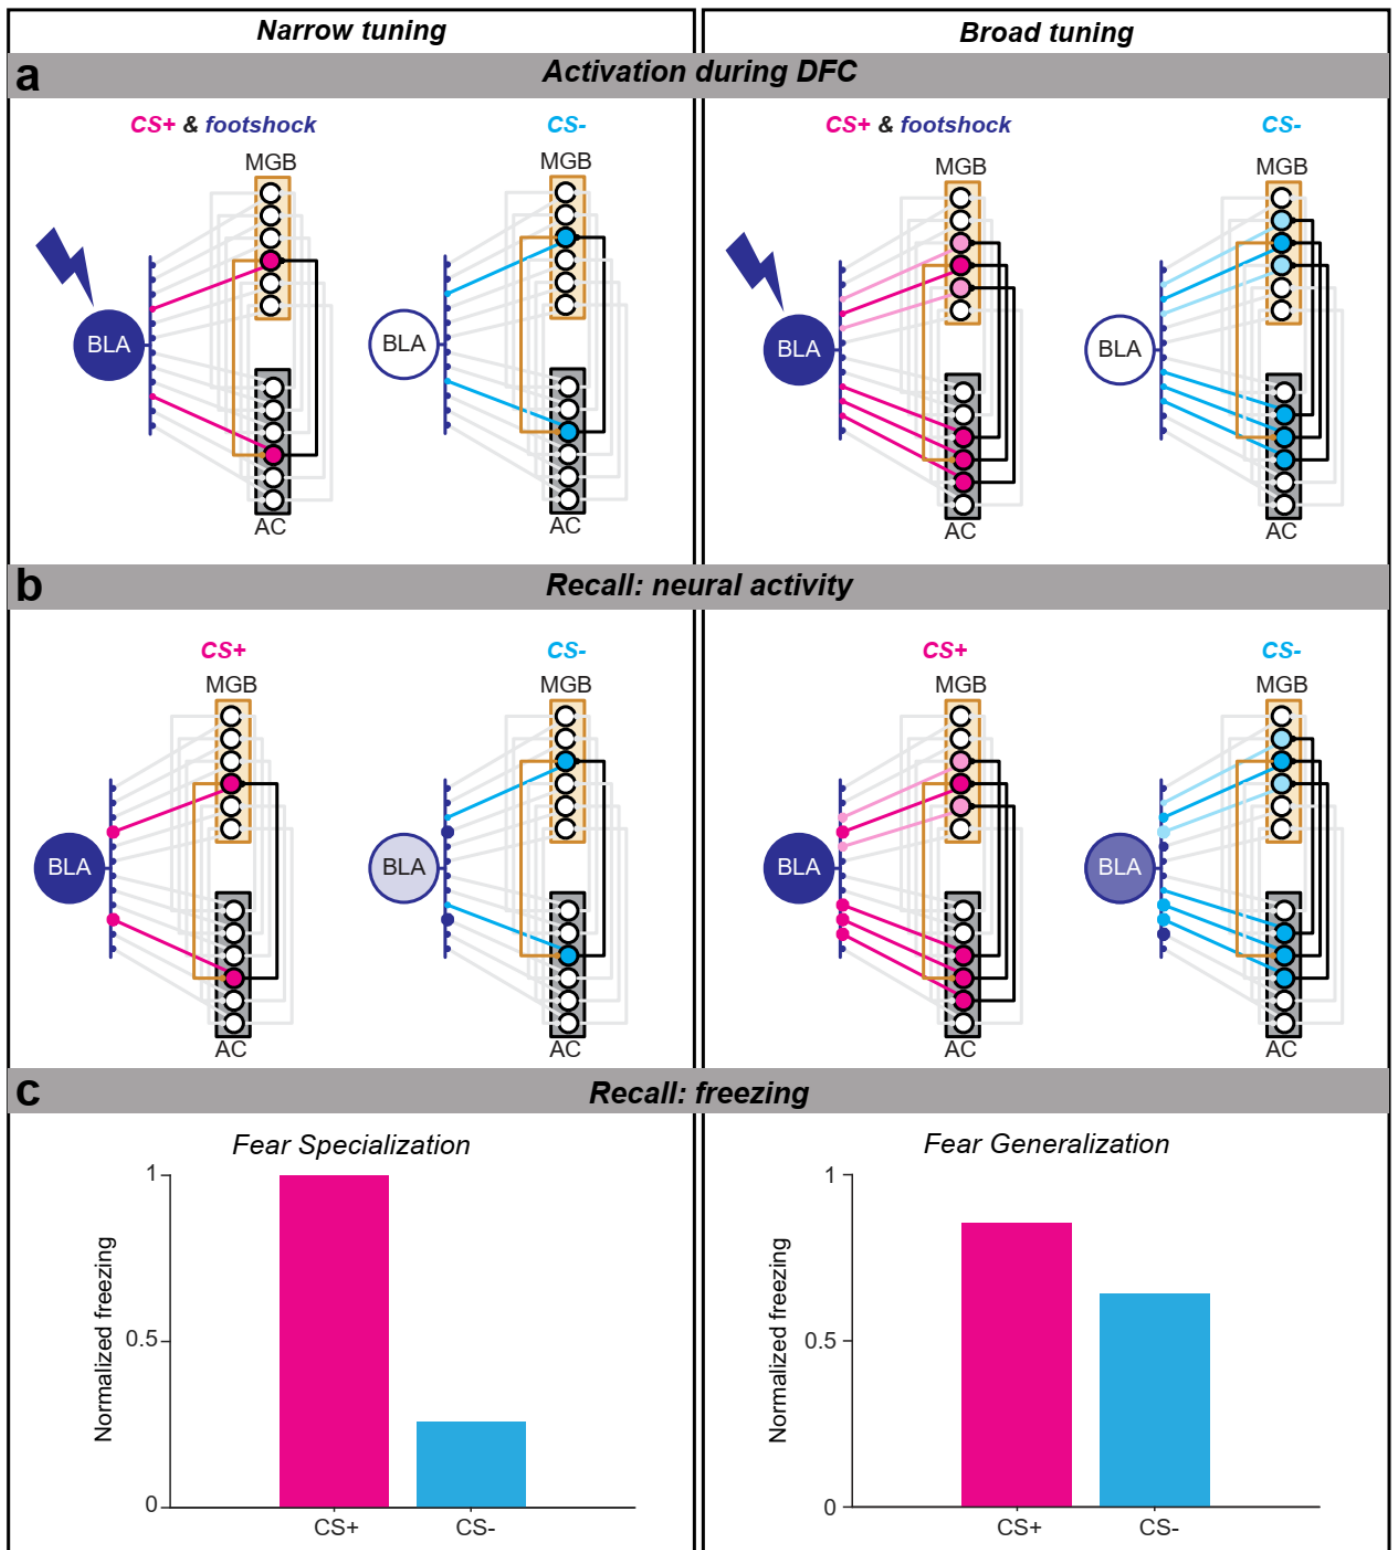 Narrow tuning
Broad tuning
a
Activation during DFC
CS+ & footshock
CS-
CS+ & footshock
CS-
MGB
MGB
MGB
MGB
BLA
BLA
BLA
BLA
AC
AC
AC
AC
b
Recall: neural activity
CS+
CS-
CS+
CS-
MGB
MGB
MGB
MGB
BLA
BLA
BLA
BLA
AC
AC
AC
AC
c
Recall: freezing
Fear Specialization
1
0.5
0
Normalized freezing
CS+
CS-
Fear Generalization
1
0.5
0
Normalized freezing
CS+
CS-